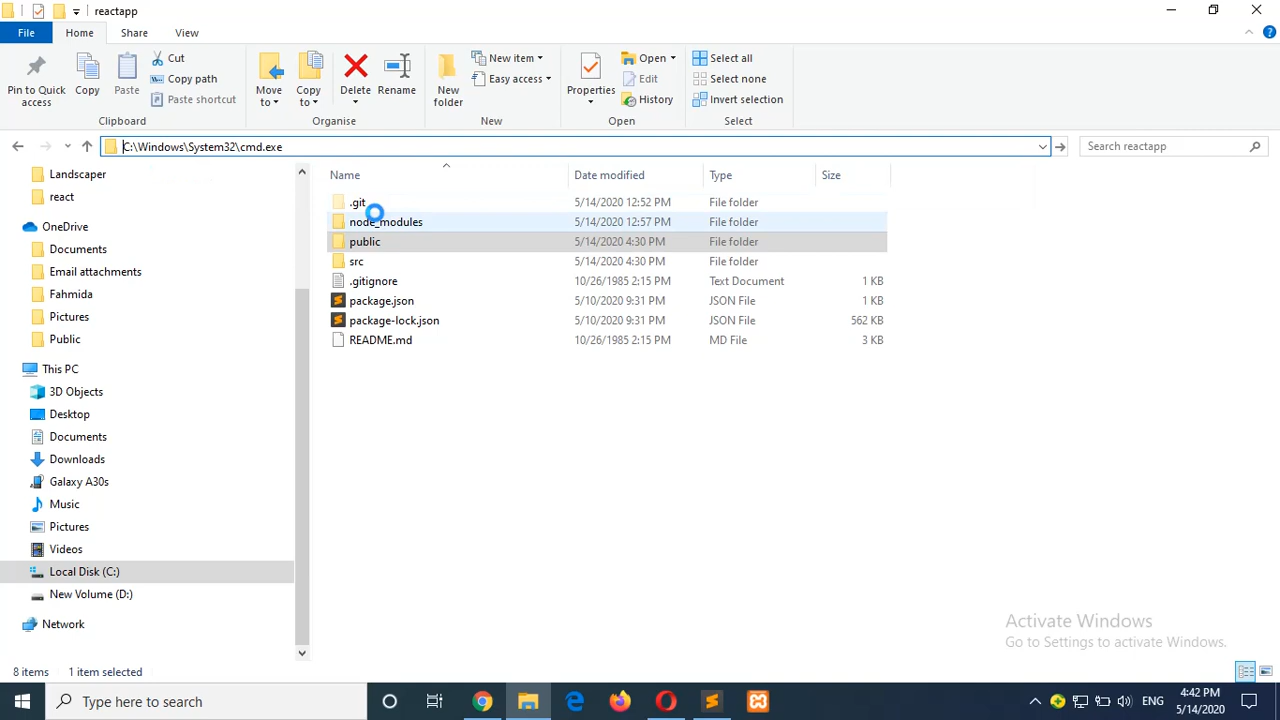 reactapp
File Home Share View
Pin to Quick access
Copy
Paste
Cut
Copy path
Paste shortcut
Clipboard
Move to
Copy to
Delete
Rename
Organise
New folder
New item
Easy access
New
Properties
Open
Edit
History
Open
Select all
Select none
Invert selection
Select
C:\Windows\System32\cmd.exe
Search reactapp
Landscaper
react
OneDrive
Documents
Email attachments
Fahmida
Pictures
Public
This PC
3D Objects
Desktop
Documents
Downloads
Galaxy A30s
Music
Pictures
Videos
Local Disk (C:)
New Volume (D:)
Network
Name Date modified Type Size
.git 5/14/2020 12:52 PM File folder
node_modules 5/14/2020 12:57 PM File folder
public 5/14/2020 4:30 PM File folder
src 5/14/2020 4:30 PM File folder
.gitignore 10/26/1985 2:15 PM Text Document 1 KB
package.json 5/10/2020 9:31 PM JSON File 1 KB
package-lock.json 5/10/2020 9:31 PM JSON File 562 KB
README.md 10/26/1985 2:15 PM MD File 3 KB
Activate Windows
Go to Settings to activate Windows.
8 items 1 item selected
Type here to search
ENG
4:42 PM
5/14/2020